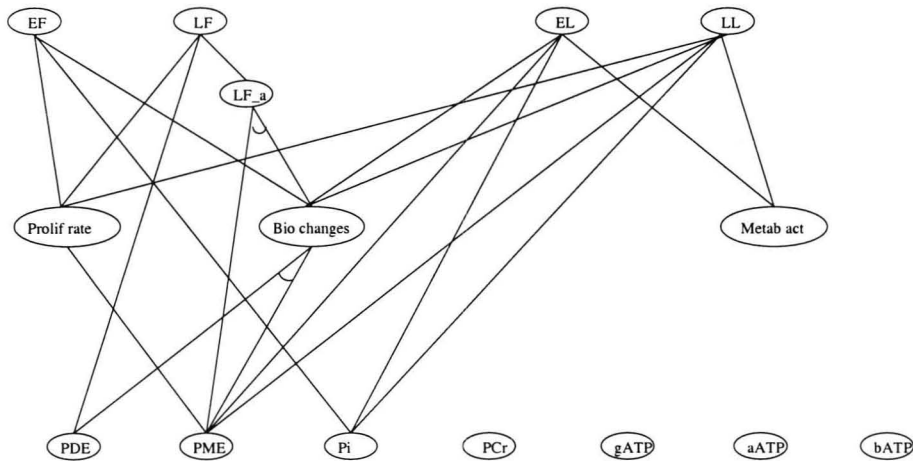 EF
LF
EL
LL
LF_a
Prolif rate
Bio changes
Metab act
PDE
PME
Pi
PCr
gATP
aATP
bATP